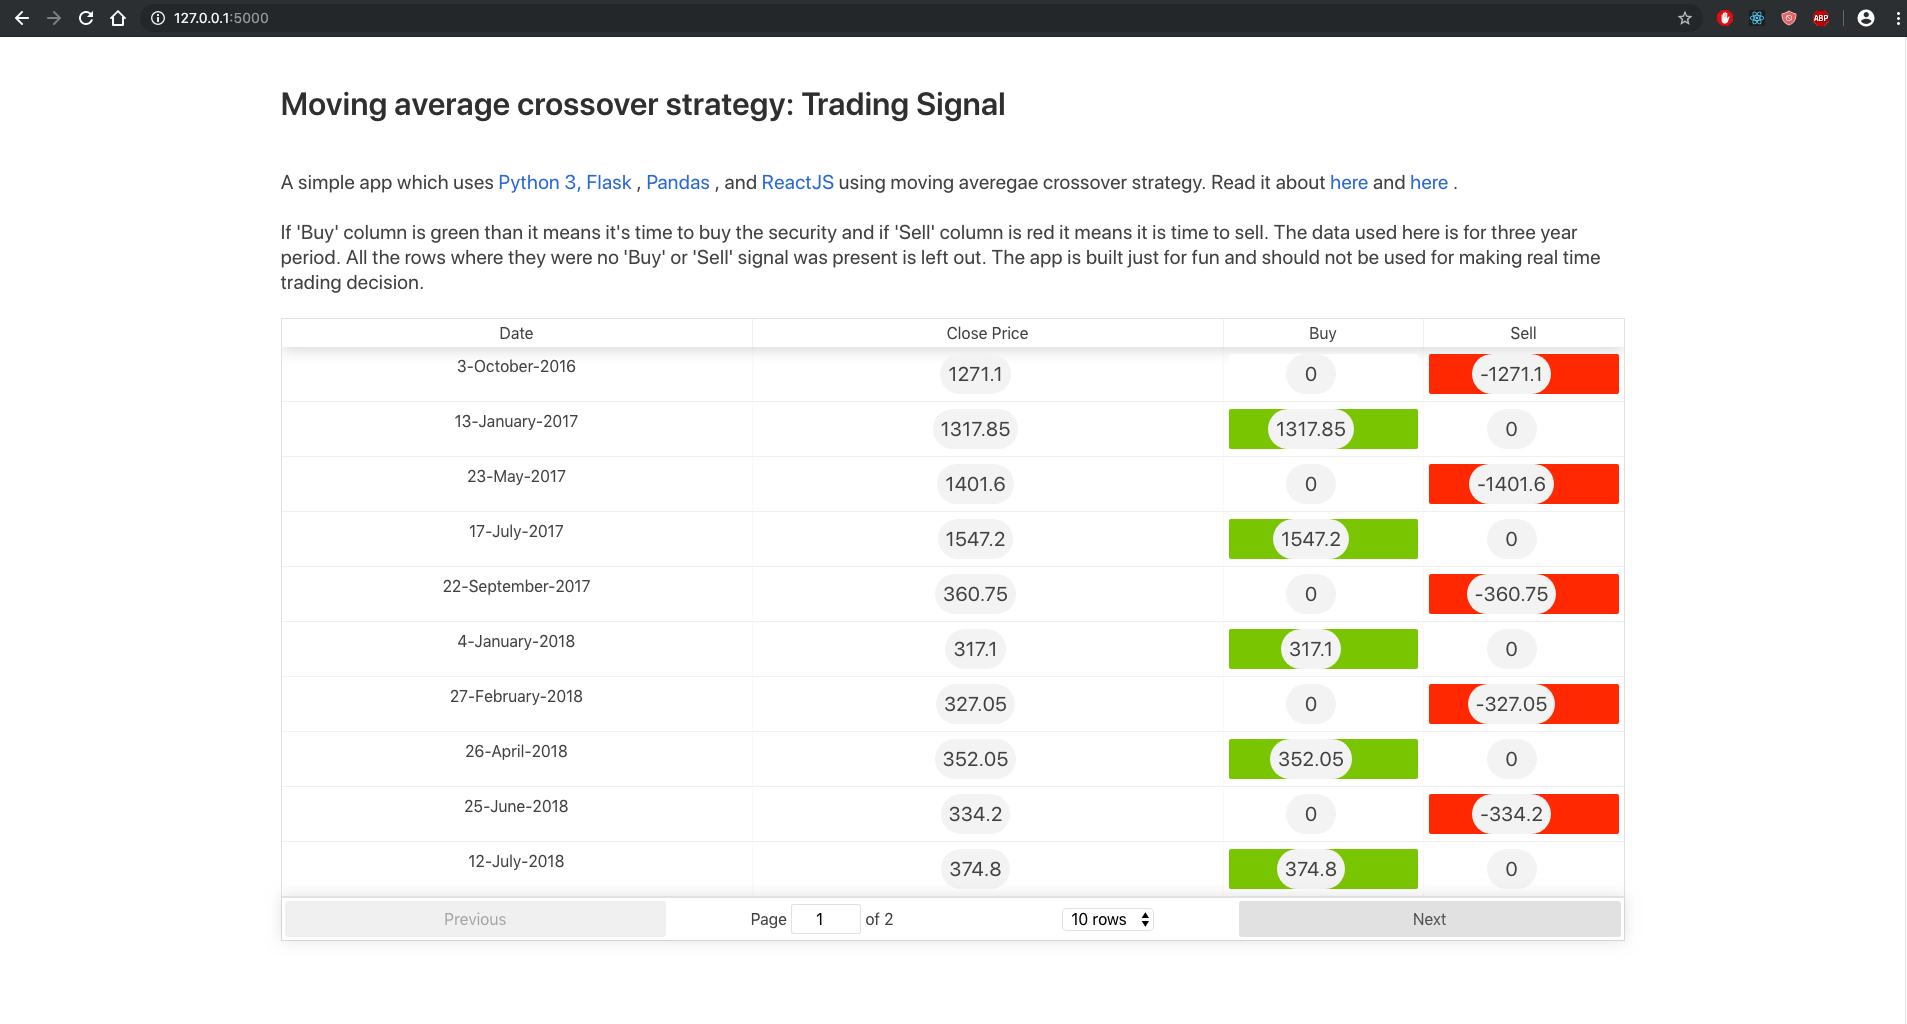 127.0.0.1:5000
ABP
Moving average crossover strategy: Trading Signal
A simple app which uses Python 3, Flask , Pandas , and ReactJS using moving averegae crossover strategy. Read it about here and here .
If 'Buy' column is green than it means it's time to buy the security and if 'Sell' column is red it means it is time to sell. The data used here is for three year
period. All the rows where they were no 'Buy' or 'Sell' signal was present is left out. The app is built just for fun and should not be used for making real time
trading decision.
Date Close Price Buy Sell
3-October-2016 1271.1 0 -1271.1
13-January-2017 1317.85 1317.85 0
23-May-2017 1401.6 0 -1401.6
17-July-2017 1547.2 1547.2 0
22-September-2017 360.75 0 -360.75
4-January-2018 317.1 317.1 0
27-February-2018 327.05 0 -327.05
26-April-2018 352.05 352.05 0
25-June-2018 334.2 0 -334.2
12-July-2018 374.8 374.8 0
Previous Page 1 of 2 10 rows Next